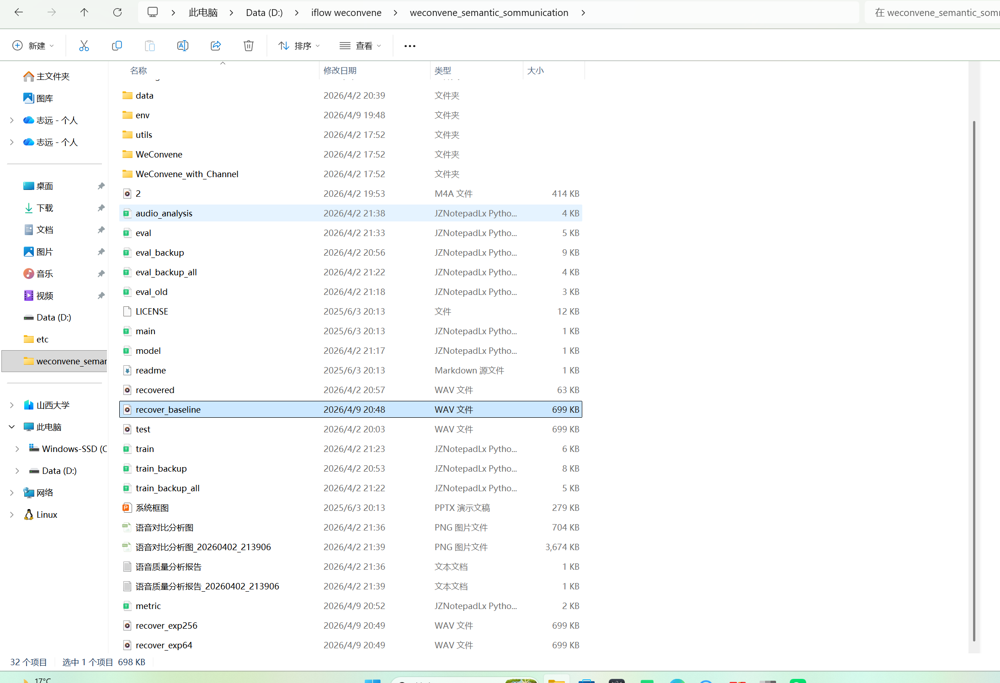 此电脑 Data (D:) iflow weconvene weconvene_semantic_sommunication 在 weconvene_semantic_som
新建 排序 查看
名称 修改日期 类型 大小
主文件夹
图库
志远 - 个人
志远 - 个人
桌面
下载
文档
图片
音乐
视频
Data (D:)
etc
weconvene_seman
山西大学
此电脑
Windows-SSD (C
Data (D:)
网络
Linux
data 2026/4/2 20:39 文件夹
env 2026/4/9 19:48 文件夹
utils 2026/4/2 17:52 文件夹
WeConvene 2026/4/2 17:52 文件夹
WeConvene_with_Channel 2026/4/2 17:52 文件夹
2 2026/4/2 19:53 M4A 文件 414 KB
audio_analysis 2026/4/2 21:38 JZNotepadLx Pytho... 4 KB
eval 2026/4/2 21:33 JZNotepadLx Pytho... 5 KB
eval_backup 2026/4/2 20:56 JZNotepadLx Pytho... 9 KB
eval_backup_all 2026/4/2 21:22 JZNotepadLx Pytho... 4 KB
eval_old 2026/4/2 21:18 JZNotepadLx Pytho... 3 KB
LICENSE 2025/6/3 20:13 文件 12 KB
main 2025/6/3 20:13 JZNotepadLx Pytho... 1 KB
model 2026/4/2 21:17 JZNotepadLx Pytho... 1 KB
readme 2025/6/3 20:13 Markdown 源文件 1 KB
recovered 2026/4/2 20:57 WAV 文件 63 KB
recover_baseline 2026/4/9 20:48 WAV 文件 699 KB
test 2026/4/2 20:03 WAV 文件 699 KB
train 2026/4/2 21:23 JZNotepadLx Pytho... 6 KB
train_backup 2026/4/2 20:53 JZNotepadLx Pytho... 8 KB
train_backup_all 2026/4/2 21:22 JZNotepadLx Pytho... 5 KB
系统框图 2025/6/3 20:13 PPTX 演示文稿 279 KB
语音对比分析图 2026/4/2 21:36 PNG 图片文件 704 KB
语音对比分析图_20260402_213906 2026/4/2 21:39 PNG 图片文件 3,674 KB
语音质量分析报告 2026/4/2 21:36 文本文档 1 KB
语音质量分析报告_20260402_213906 2026/4/2 21:39 文本文档 1 KB
metric 2026/4/9 20:52 JZNotepadLx Pytho... 2 KB
recover_exp256 2026/4/9 20:49 WAV 文件 699 KB
recover_exp64 2026/4/9 20:49 WAV 文件 699 KB
32 个项目 选中 1 个项目 698 KB
17°C